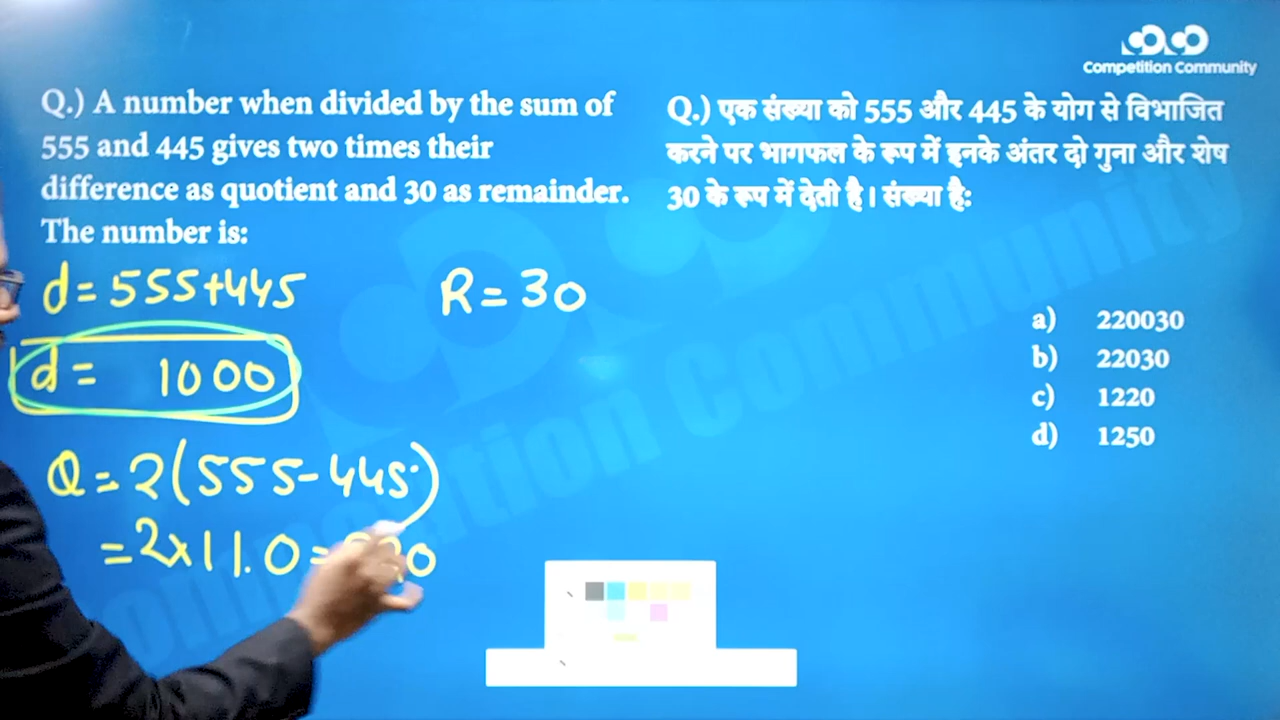 Competition Community
Q.) A number when divided by the sum of
555 and 445 gives two times their
difference as quotient and 30 as remainder.
The number is:
Q.) एक संख्या को 555 और 445 के योग से विभाजित
करने पर भागफल के रूप में इनके अंतर दो गुना और शेष
30 के रूप में देती है। संख्या है:
d = 555+445
R = 30
d = 1000
Q = 2(555-445)
= 2×110 =
a) 220030
b) 22030
c) 1220
d) 1250